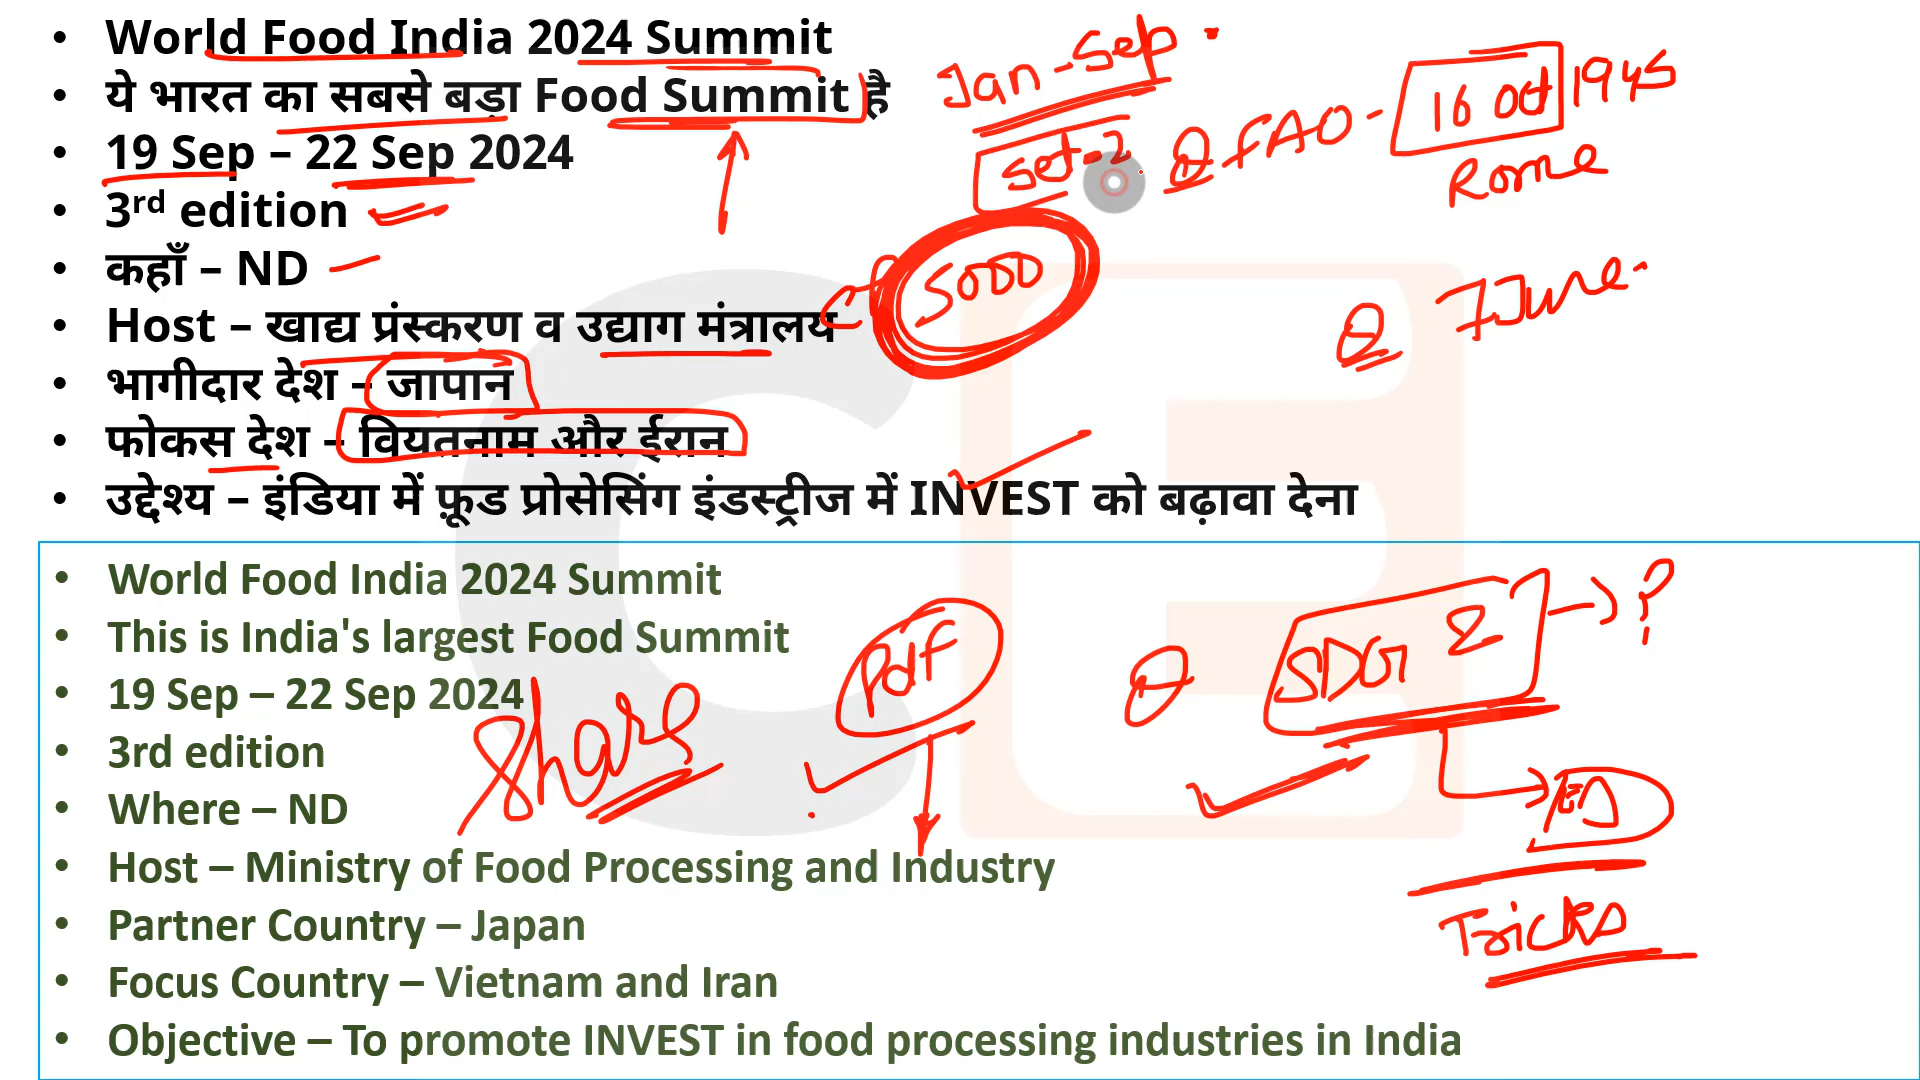 • World Food India 2024 Summit
• ये भारत का सबसे बड़ा Food Summit है
• 19 Sep – 22 Sep 2024
• 3rd edition
• कहाँ – ND
• Host – खाद्य प्रंस्करण व उद्याग मंत्रालय
• भागीदार देश – जापान
• फोकस देश – वियतनाम और ईरान
• उद्देश्य – इंडिया में फ़ूड प्रोसेसिंग इंडस्ट्रीज में INVEST को बढ़ावा देना
Jan-Sep
Set-2
5000
Q FAO - 16 Oct 1945
Rome
Q 7 June
• World Food India 2024 Summit
• This is India's largest Food Summit
• 19 Sep – 22 Sep 2024
• 3rd edition
• Where – ND
• Host – Ministry of Food Processing and Industry
• Partner Country – Japan
• Focus Country – Vietnam and Iran
• Objective – To promote INVEST in food processing industries in India
Share
Pdf
Q SDG 2 → ?
Tricks